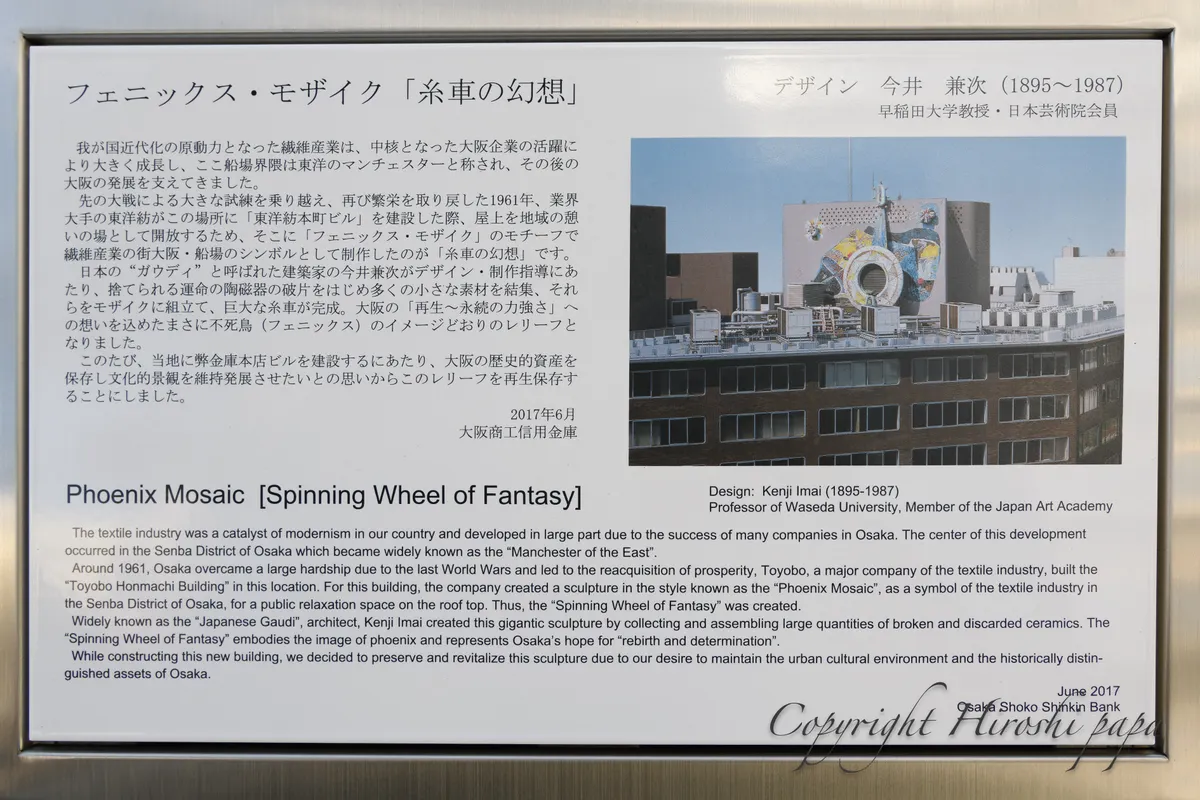 フェニックス・モザイク「糸車の幻想」
デザイン 今井 兼次（1895～1987）
早稲田大学教授・日本芸術院会員
我が国近代化の原動力となった繊維産業は、中核となった大阪企業の活躍に
より大きく成長し、ここ船場界隈は東洋のマンチェスターと称され、その後の
大阪の発展を支えてきました。
先の大戦による大きな試練を乗り越え、再び繁栄を取り戻した1961年、業界
大手の東洋紡がこの場所に「東洋紡本町ビル」を建設した際、屋上を地域の憩
いの場として開放するため、そこに「フェニックス・モザイク」のモチーフで
繊維産業の街大阪・船場のシンボルとして制作したのが「糸車の幻想」です。
日本の“ガウディ”と呼ばれた建築家の今井兼次がデザイン・制作指導にあ
たり、捨てられる運命の陶磁器の破片をはじめ多くの小さな素材を結集、それ
らをモザイクに組立て、巨大な糸車が完成。大阪の「再生～永続の力強さ」へ
の想いを込めたまさに不死鳥（フェニックス）のイメージどおりのレリーフと
なりました。
このたび、当地に弊金庫本店ビルを建設するにあたり、大阪の歴史的資産を
保存し文化的景観を維持発展させたいとの思いからこのレリーフを再生保存す
ることにしました。
2017年6月
大阪商工信用金庫
Phoenix Mosaic [Spinning Wheel of Fantasy]
Design: Kenji Imai (1895-1987)
Professor of Waseda University, Member of the Japan Art Academy
The textile industry was a catalyst of modernism in our country and developed in large part due to the success of many companies in Osaka. The center of this development
occurred in the Senba District of Osaka which became widely known as the “Manchester of the East”.
Around 1961, Osaka overcame a large hardship due to the last World Wars and led to the reacquisition of prosperity, Toyobo, a major company of the textile industry, built the
“Toyobo Honmachi Building” in this location. For this building, the company created a sculpture in the style known as the “Phoenix Mosaic”, as a symbol of the textile industry in
the Senba District of Osaka, for a public relaxation space on the roof top. Thus, the “Spinning Wheel of Fantasy” was created.
Widely known as the “Japanese Gaudi”, architect, Kenji Imai created this gigantic sculpture by collecting and assembling large quantities of broken and discarded ceramics. The
“Spinning Wheel of Fantasy” embodies the image of phoenix and represents Osaka’s hope for “rebirth and determination”.
While constructing this new building, we decided to preserve and revitalize this sculpture due to our desire to maintain the urban cultural environment and the historically distin-
guished assets of Osaka.
June 2017
Osaka Shoko Shinkin Bank
Copyright Hiroshi papa